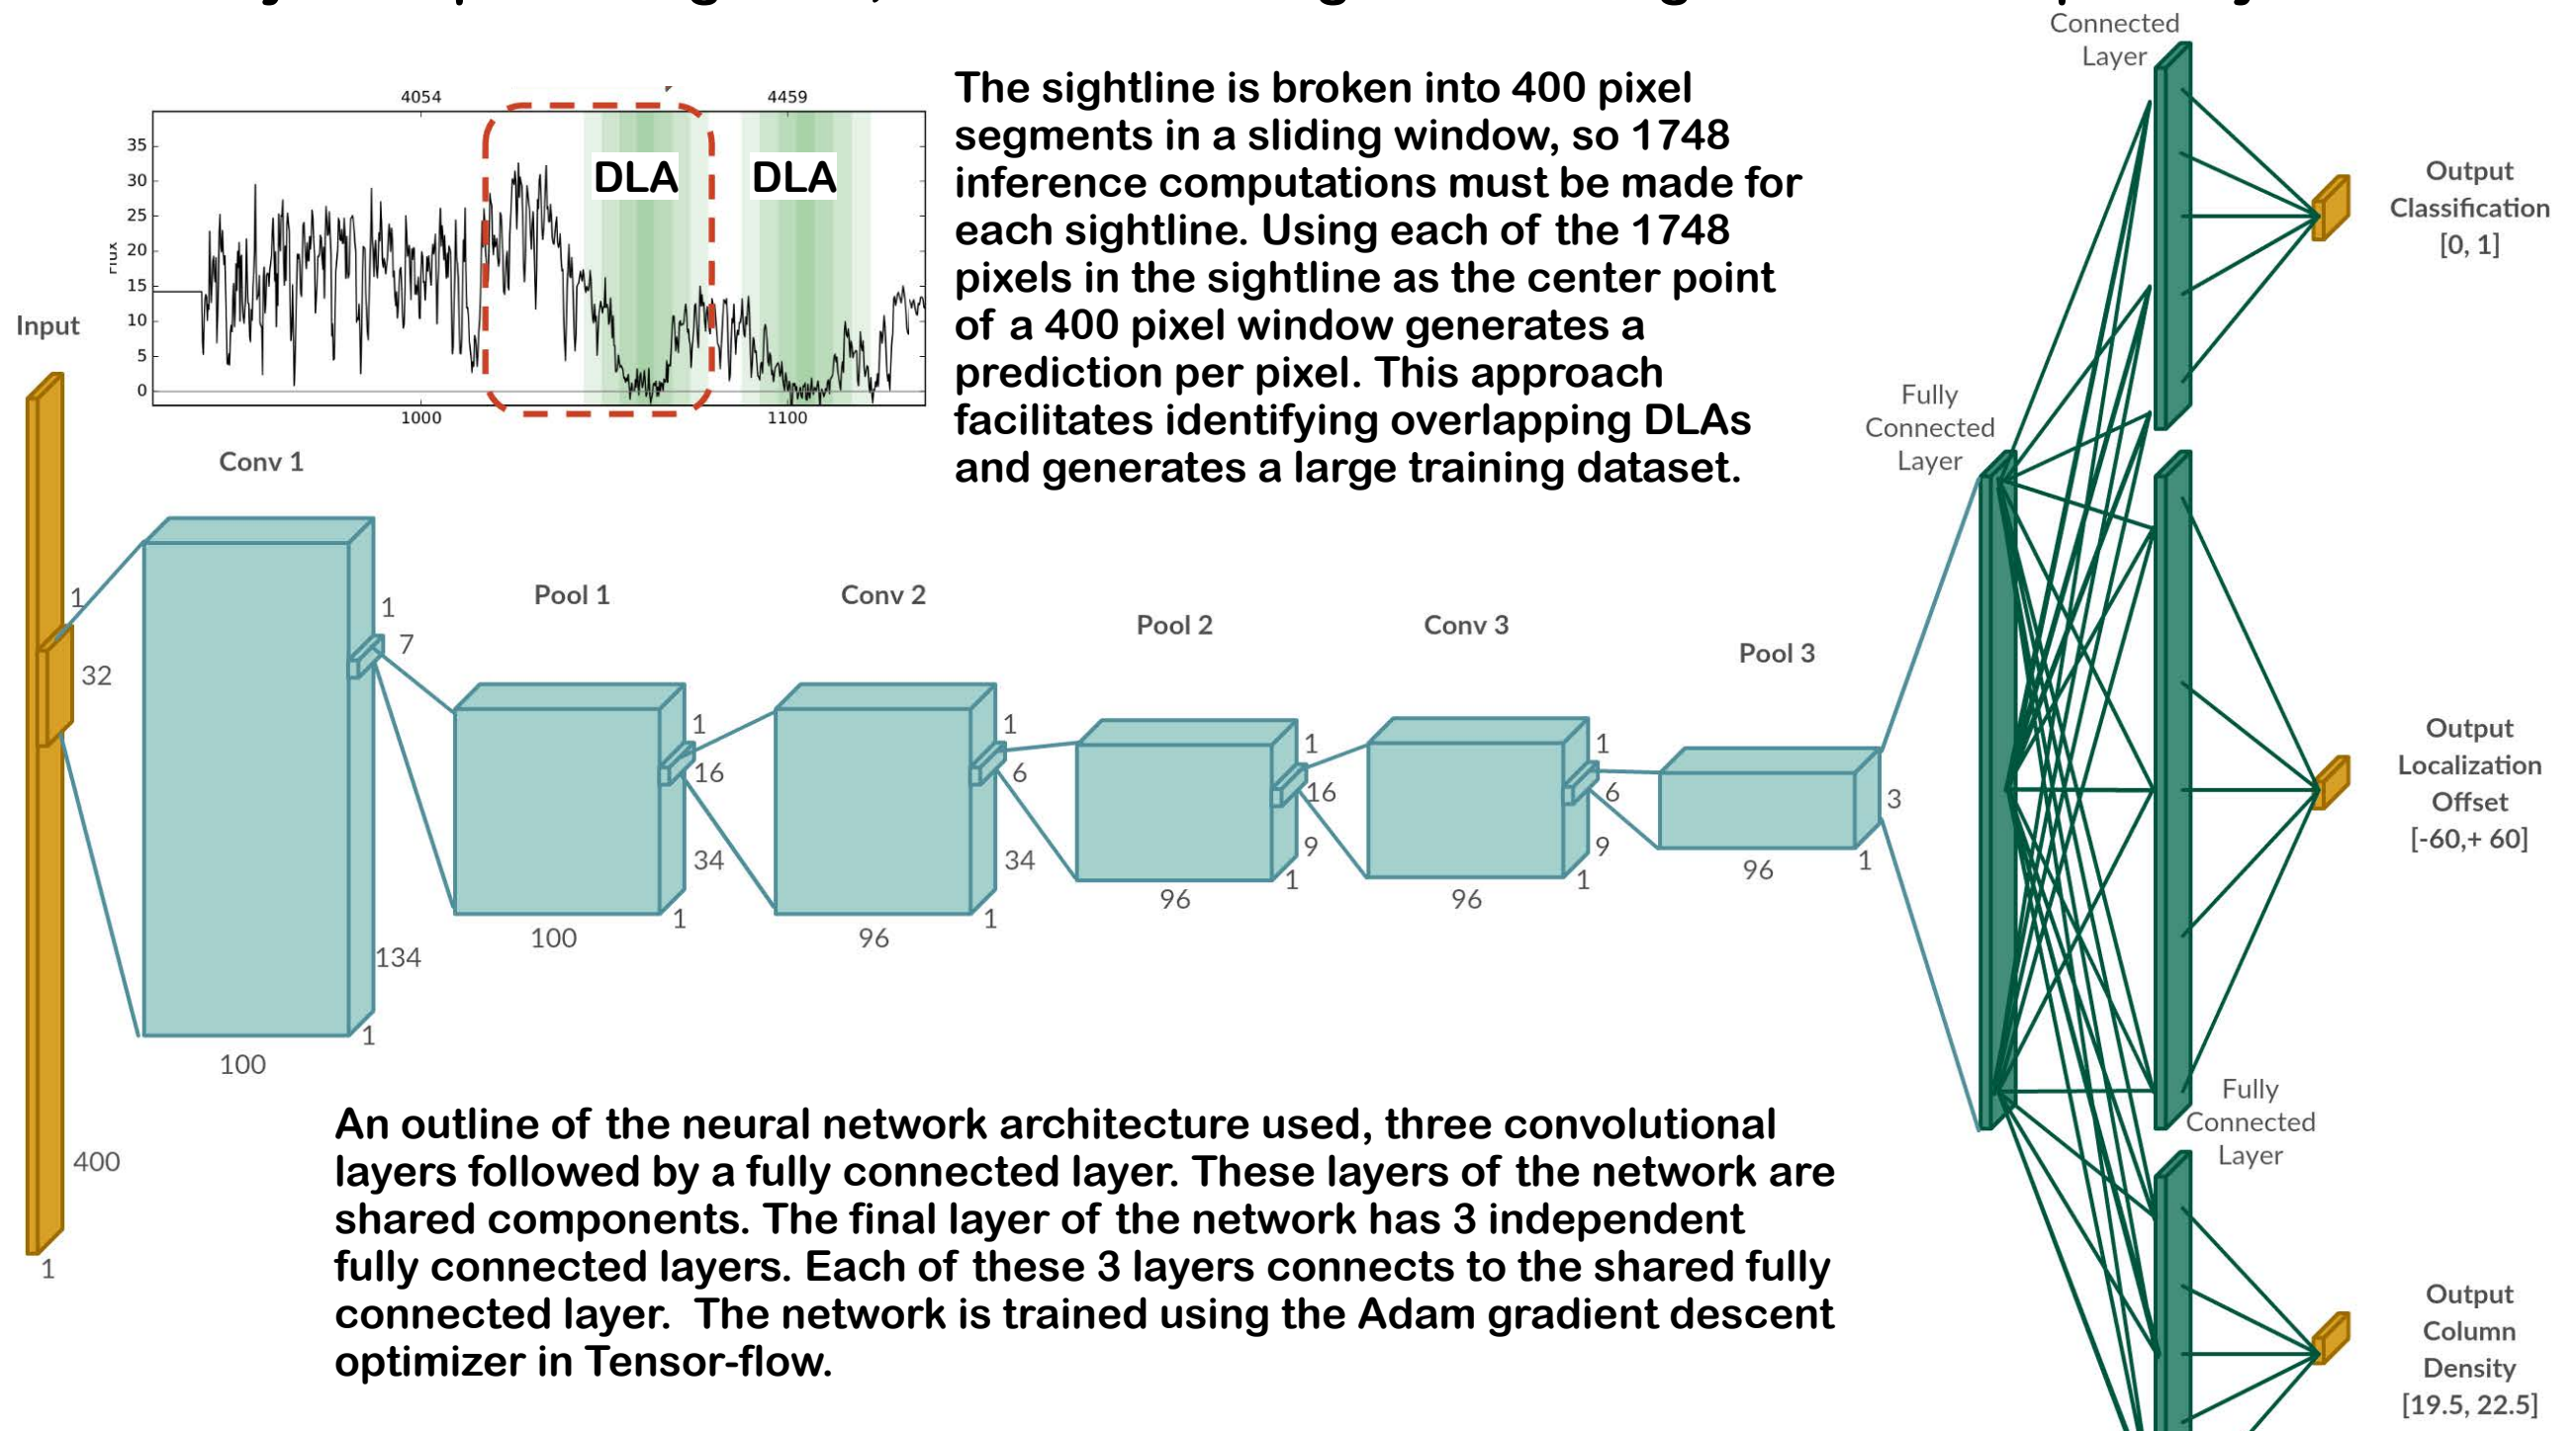 Connected
Layer
4054
4459
35
30
25
20
15
10
5
0
1000
1100
DLA
DLA
The sightline is broken into 400 pixel
segments in a sliding window, so 1748
inference computations must be made for
each sightline. Using each of the 1748
pixels in the sightline as the center point
of a 400 pixel window generates a
prediction per pixel. This approach
facilitates identifying overlapping DLAs
and generates a large training dataset.
Output
Classification
[0, 1]
Input
1
32
400
1
Conv 1
1
7
134
1
100
Pool 1
1
16
34
1
100
Conv 2
1
6
34
1
96
Pool 2
1
16
9
1
96
Conv 3
1
6
9
1
96
Pool 3
3
1
96
Fully
Connected
Layer
Output
Localization
Offset
[-60,+ 60]
Fully
Connected
Layer
An outline of the neural network architecture used, three convolutional
layers followed by a fully connected layer. These layers of the network are
shared components. The final layer of the network has 3 independent
fully connected layers. Each of these 3 layers connects to the shared fully
connected layer.  The network is trained using the Adam gradient descent
optimizer in Tensor-flow.
Output
Column
Density
[19.5, 22.5]